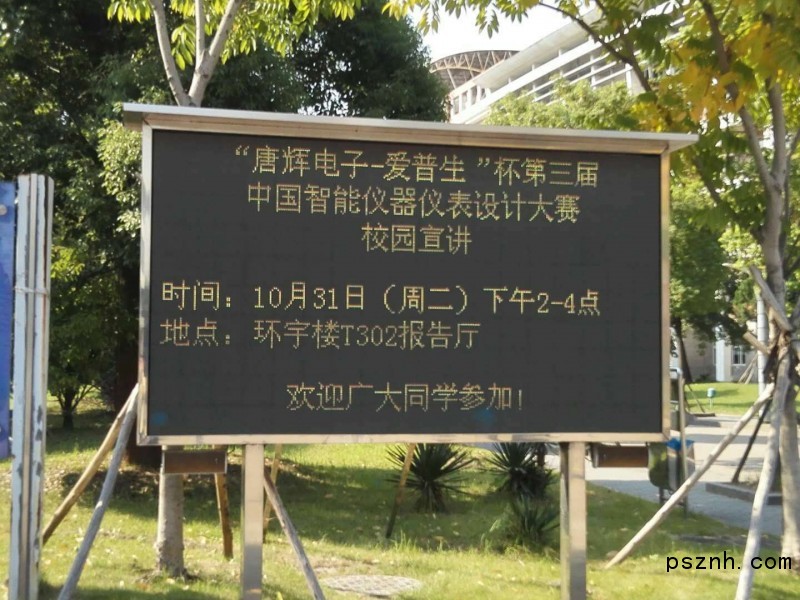 “唐辉电子-爱普生”杯第三届
中国智能仪器仪表设计大赛
校园宣讲
时间：10月31日（周二）下午2-4点
地点：环宇楼T302报告厅
欢迎广大同学参加!
psznh.com